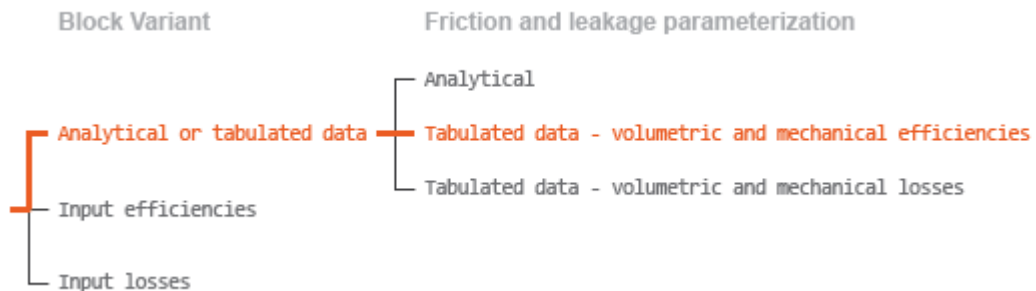 Block Variant
Friction and leakage parameterization
Analytical
Analytical or tabulated data
Tabulated data - volumetric and mechanical efficiencies
Tabulated data - volumetric and mechanical losses
Input efficiencies
Input losses